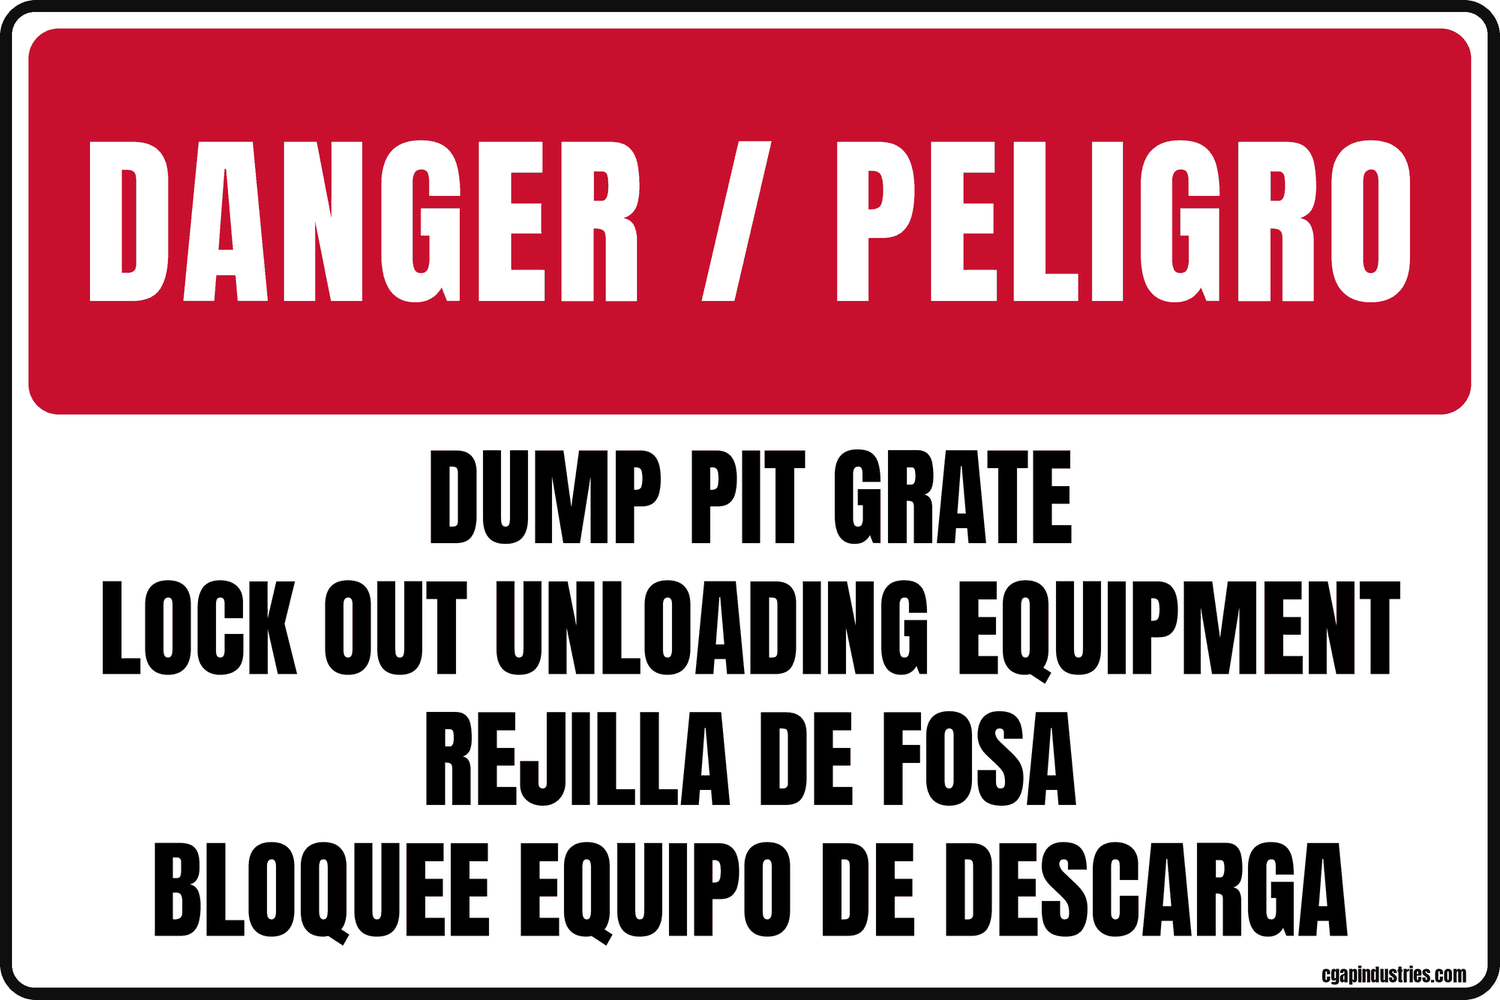 DANGER / PELIGRO
DUMP PIT GRATE
LOCK OUT UNLOADING EQUIPMENT
REJILLA DE FOSA
BLOQUEE EQUIPO DE DESCARGA
cgapindustries.com